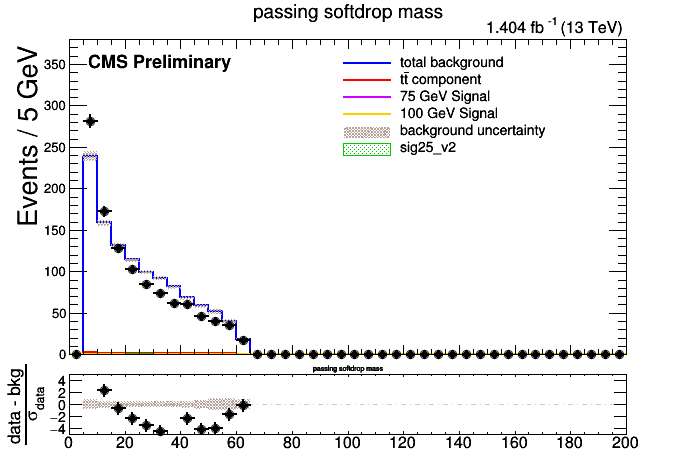 passing softdrop mass
1.404 fb⁻¹ (13 TeV)
CMS Preliminary
total background
tt̄ component
75 GeV Signal
100 GeV Signal
background uncertainty
sig25_v2
Events / 5 GeV
350
300
250
200
150
100
50
0
passing softdrop mass
data - bkg
σ data
4
2
0
−2
−4
0 20 40 60 80 100 120 140 160 180 200